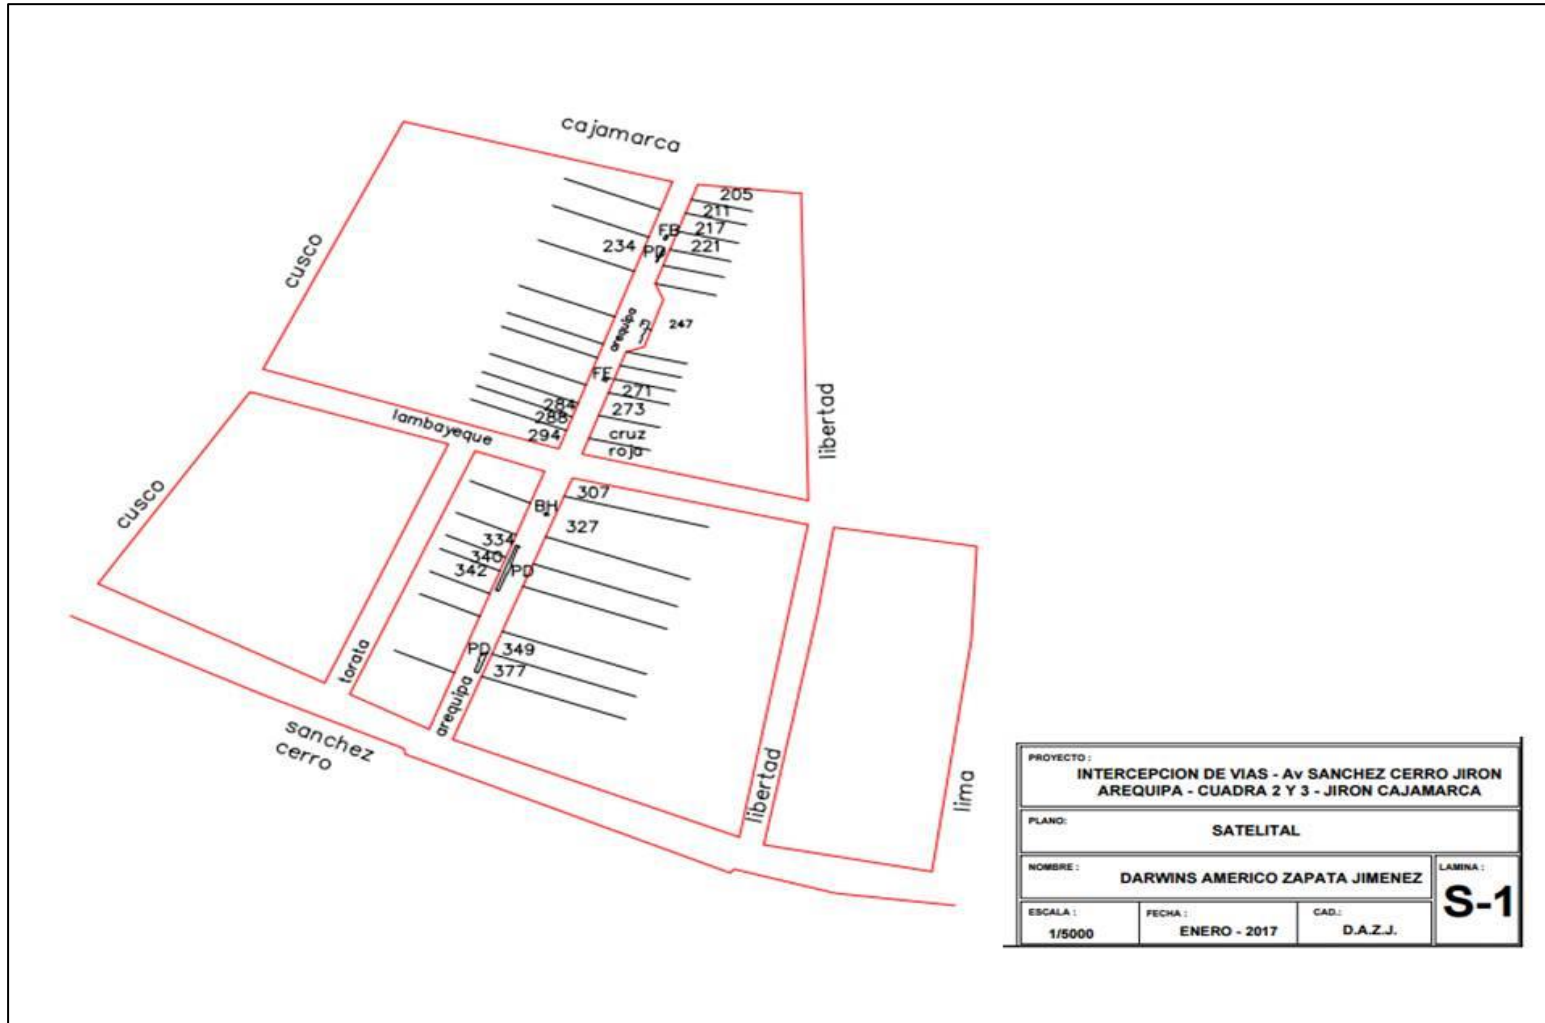 cajamarca
205
211
FB 217
234 PD 221
cusco
arequipa
247
FE
271
284
273
288
294
cruz
roja
lambayeque
libertad
cusco
307
BH
327
334
340
342 PD
torata
PD 349
377
arequipa
sanchez
cerro
libertad
lima
PROYECTO :
INTERCEPCION DE VIAS - Av SANCHEZ CERRO JIRON
AREQUIPA - CUADRA 2 Y 3 - JIRON CAJAMARCA
PLANO:
SATELITAL
NOMBRE :
DARWINS AMERICO ZAPATA JIMENEZ
LAMINA :
S-1
ESCALA :
1/5000
FECHA :
ENERO - 2017
CAD.:
D.A.Z.J.